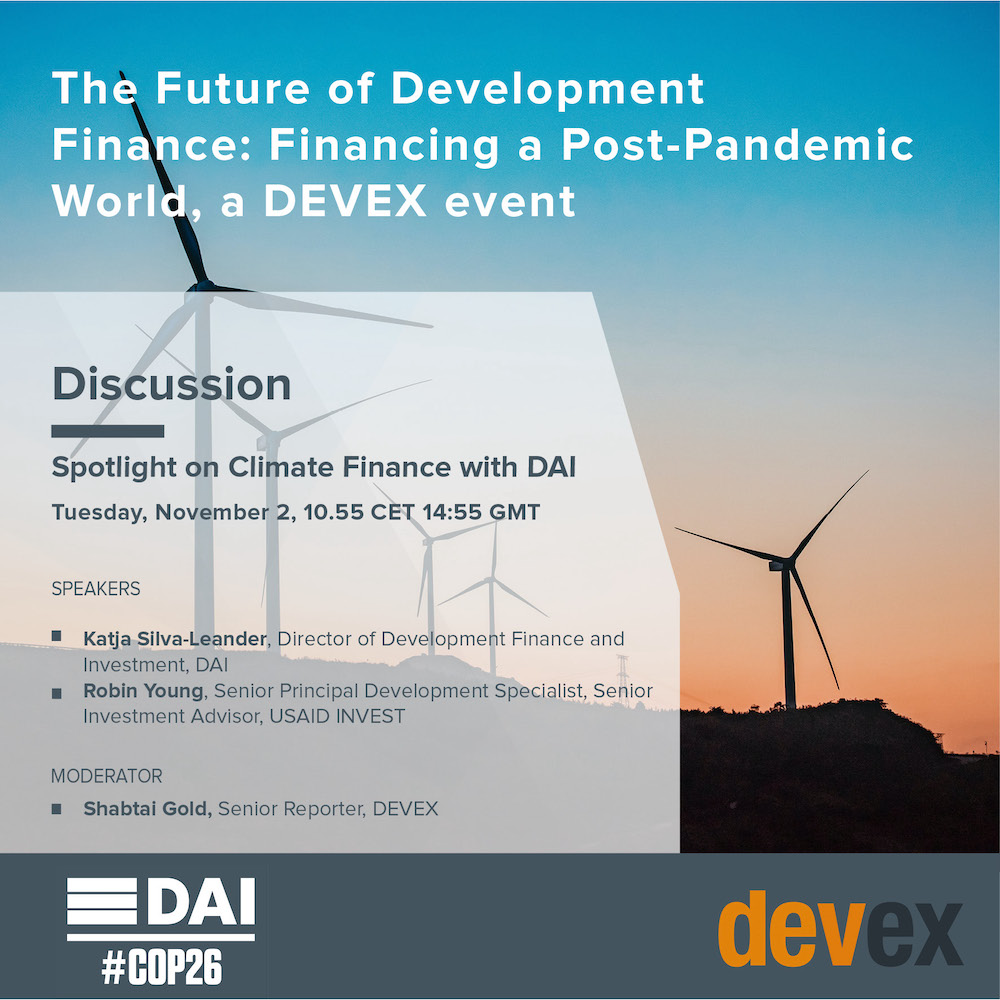 The Future of Development
Finance: Financing a Post-Pandemic
World, a DEVEX event
Discussion
Spotlight on Climate Finance with DAI
Tuesday, November 2, 10.55 CET 14:55 GMT
SPEAKERS
Katja Silva-Leander, Director of Development Finance and
Investment, DAI
Robin Young, Senior Principal Development Specialist, Senior
Investment Advisor, USAID INVEST
MODERATOR
Shabtai Gold, Senior Reporter, DEVEX
DAI
#COP26
devex